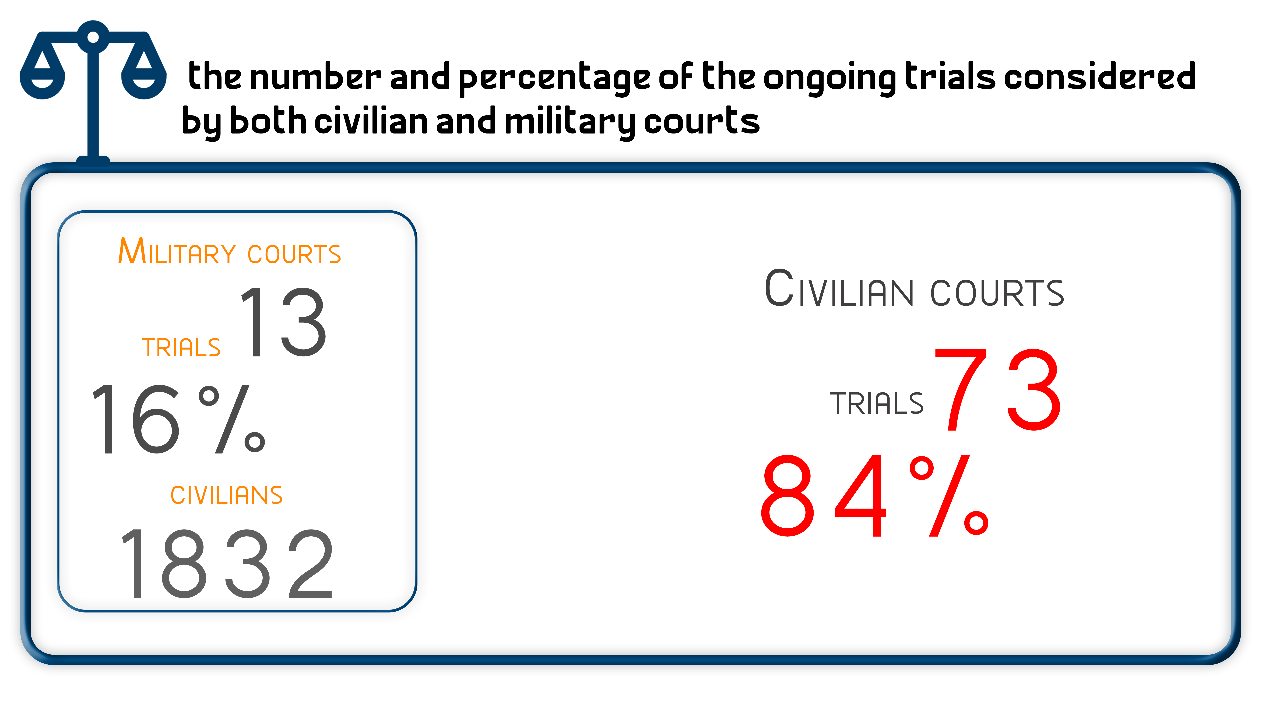 the number and percentage of the ongoing trials considered
by both civilian and military courts
Military courts
trials 13
16%
civilians
1832
Civilian courts
trials 73
84%